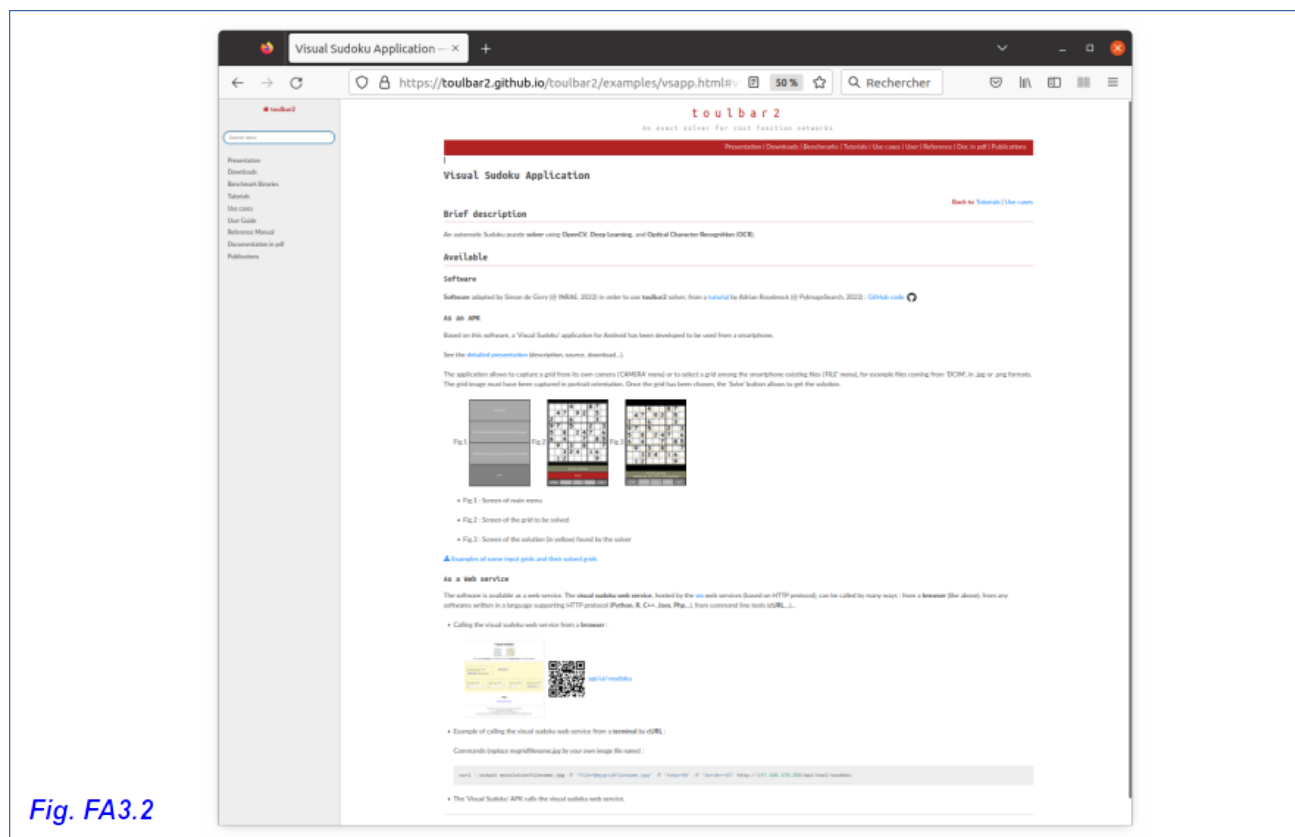 Visual Sudoku Application — ×
+
https://toulbar2.github.io/toulbar2/examples/vsapp.html#v
50 %
Rechercher
toulbar2
Search docs
Presentation
Downloads
Benchmark libraries
Tutorials
Use cases
User Guide
Reference Manual
Documentation in pdf
Publications
toulbar2
An exact solver for cost function networks
Presentation | Downloads | Benchmarks | Tutorials | Use cases | User | Reference | Doc in pdf | Publications
Visual Sudoku Application
Back to Tutorials | Use cases
Brief description
An automatic Sudoku puzzle solver using OpenCV, Deep Learning, and Optical Character Recognition (OCR).
Available
Software
Software adapted by Simon de Givry (@ INRAE, 2022) in order to use toulbar2 solver, from a tutorial by Adrian Rosebrock (@ PyImageSearch, 2022) : GitHub code
As an APK
Based on this software, a 'Visual Sudoku' application for Android has been developed to be used from a smartphone.
See the detailed presentation (description, source, download...).
The application allows to capture a grid from its own camera ('CAMERA' menu) or to select a grid among the smartphone existing files ('FILE' menu), for example files coming from 'DCIM', in .jpg or .png formats.
The grid image must have been captured in portrait orientation. Once the grid has been chosen, the 'Solve' button allows to get the solution.
Fig.1
Fig.2
Fig.3
• Fig.1 : Screen of main menu
• Fig.2 : Screen of the grid to be solved
• Fig.3 : Screen of the solution (in yellow) found by the solver
Examples of some input grids and their solved grids
As a Web service
The software is available as a web service. The visual sudoku web service, hosted by the ws web services (based on HTTP protocol), can be called by many ways : from a browser (like above), from any
softwares written in a language supporting HTTP protocol (Python, R, C++, Java, Php...), from command line tools (cURL...)...
• Calling the visual sudoku web service from a browser :
api/ui/vsudoku
• Example of calling the visual sudoku web service from a terminal by cURL :
Commands (replace mygridfilename.jpg by your own image file name) :
curl --output mysolutionfilename.jpg -F 'file=@mygridfilename.jpg' -F
• The 'Visual Sudoku' APK calls the visual sudoku web service.
Fig. FA3.2